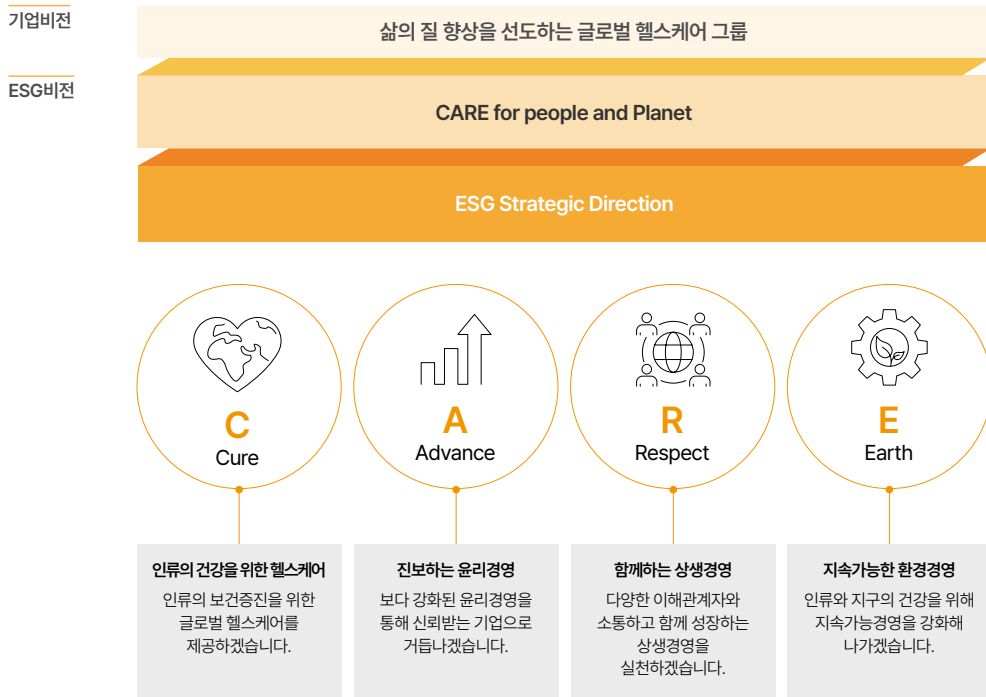 기업비전
삶의 질 향상을 선도하는 글로벌 헬스케어 그룹
ESG비전
CARE for people and Planet
ESG Strategic Direction
C
Cure
A
Advance
R
Respect
E
Earth
인류의 건강을 위한 헬스케어
인류의 보건증진을 위한
글로벌 헬스케어를
제공하겠습니다.
진보하는 윤리경영
보다 강화된 윤리경영을
통해 신뢰받는 기업으로
거듭나겠습니다.
함께하는 상생경영
다양한 이해관계자와
소통하고 함께 성장하는
상생경영을
실천하겠습니다.
지속가능한 환경경영
인류와 지구의 건강을 위해
지속가능경영을 강화해
나가겠습니다.